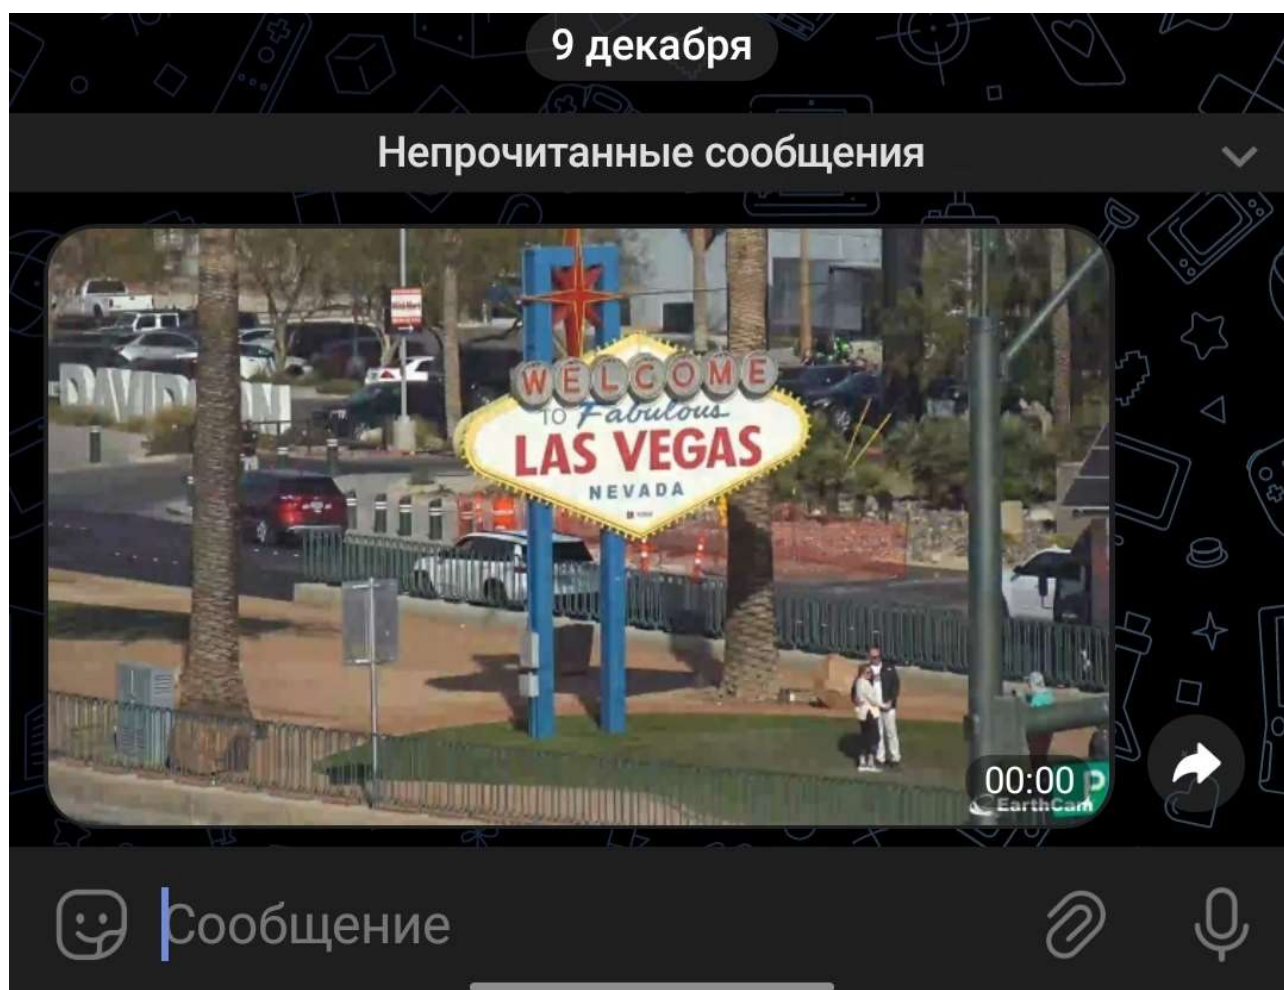 9 декабря
Непрочитанные сообщения
WELCOME
TO Fabulous
LAS VEGAS
NEVADA
00:00
P
EarthCam
Сообщение